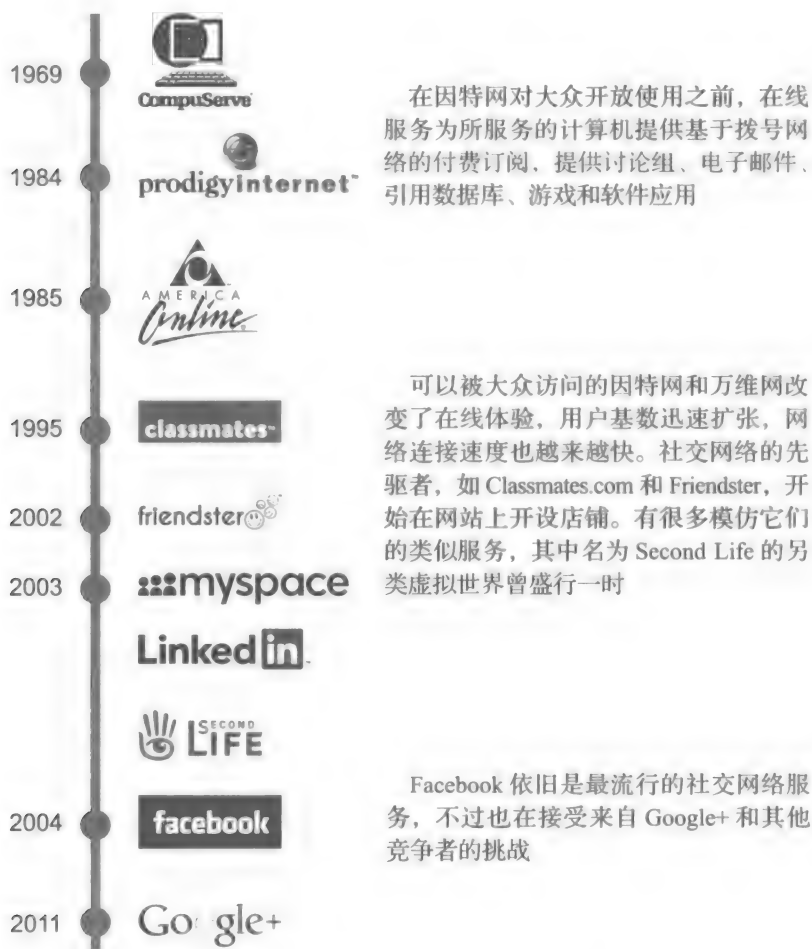 1969
CompuServe
在因特网对大众开放使用之前，在线
服务为所服务的计算机提供基于拨号网
络的付费订阅，提供讨论组、电子邮件、
引用数据库、游戏和软件应用
1984
prodigyinternet™
1985
AMERICA
Online
可以被大众访问的因特网和万维网改
变了在线体验，用户基数迅速扩张，网
络连接速度也越来越快。社交网络的先
驱者，如 Classmates.com 和 Friendster，开
始在网站上开设店铺。有很多模仿它们
的类似服务，其中名为 Second Life 的另
类虚拟世界曾盛行一时
1995
classmates™
2002
friendster
2003
myspace
Linked in
SECOND
LIFE
Facebook 依旧是最流行的社交网络服
务，不过也在接受来自 Google+ 和其他
竞争者的挑战
2004
facebook
2011
Go gle+